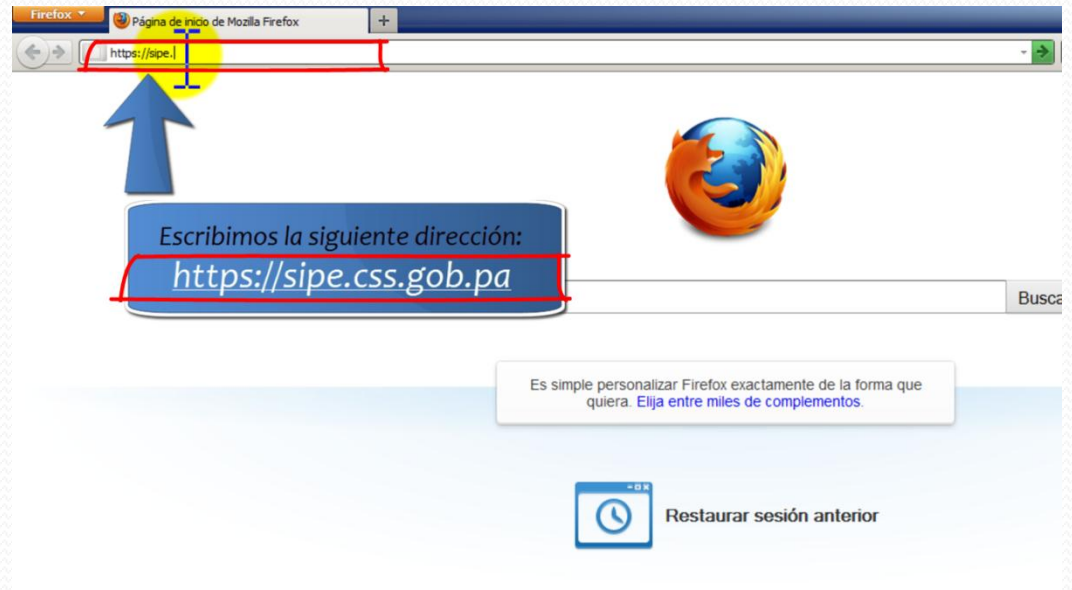 Firefox
Página de inicio de Mozilla Firefox
+
https://sipe.
Escribimos la siguiente dirección:
https://sipe.css.gob.pa
Busca
Es simple personalizar Firefox exactamente de la forma que
quiera. Elija entre miles de complementos.
Restaurar sesión anterior